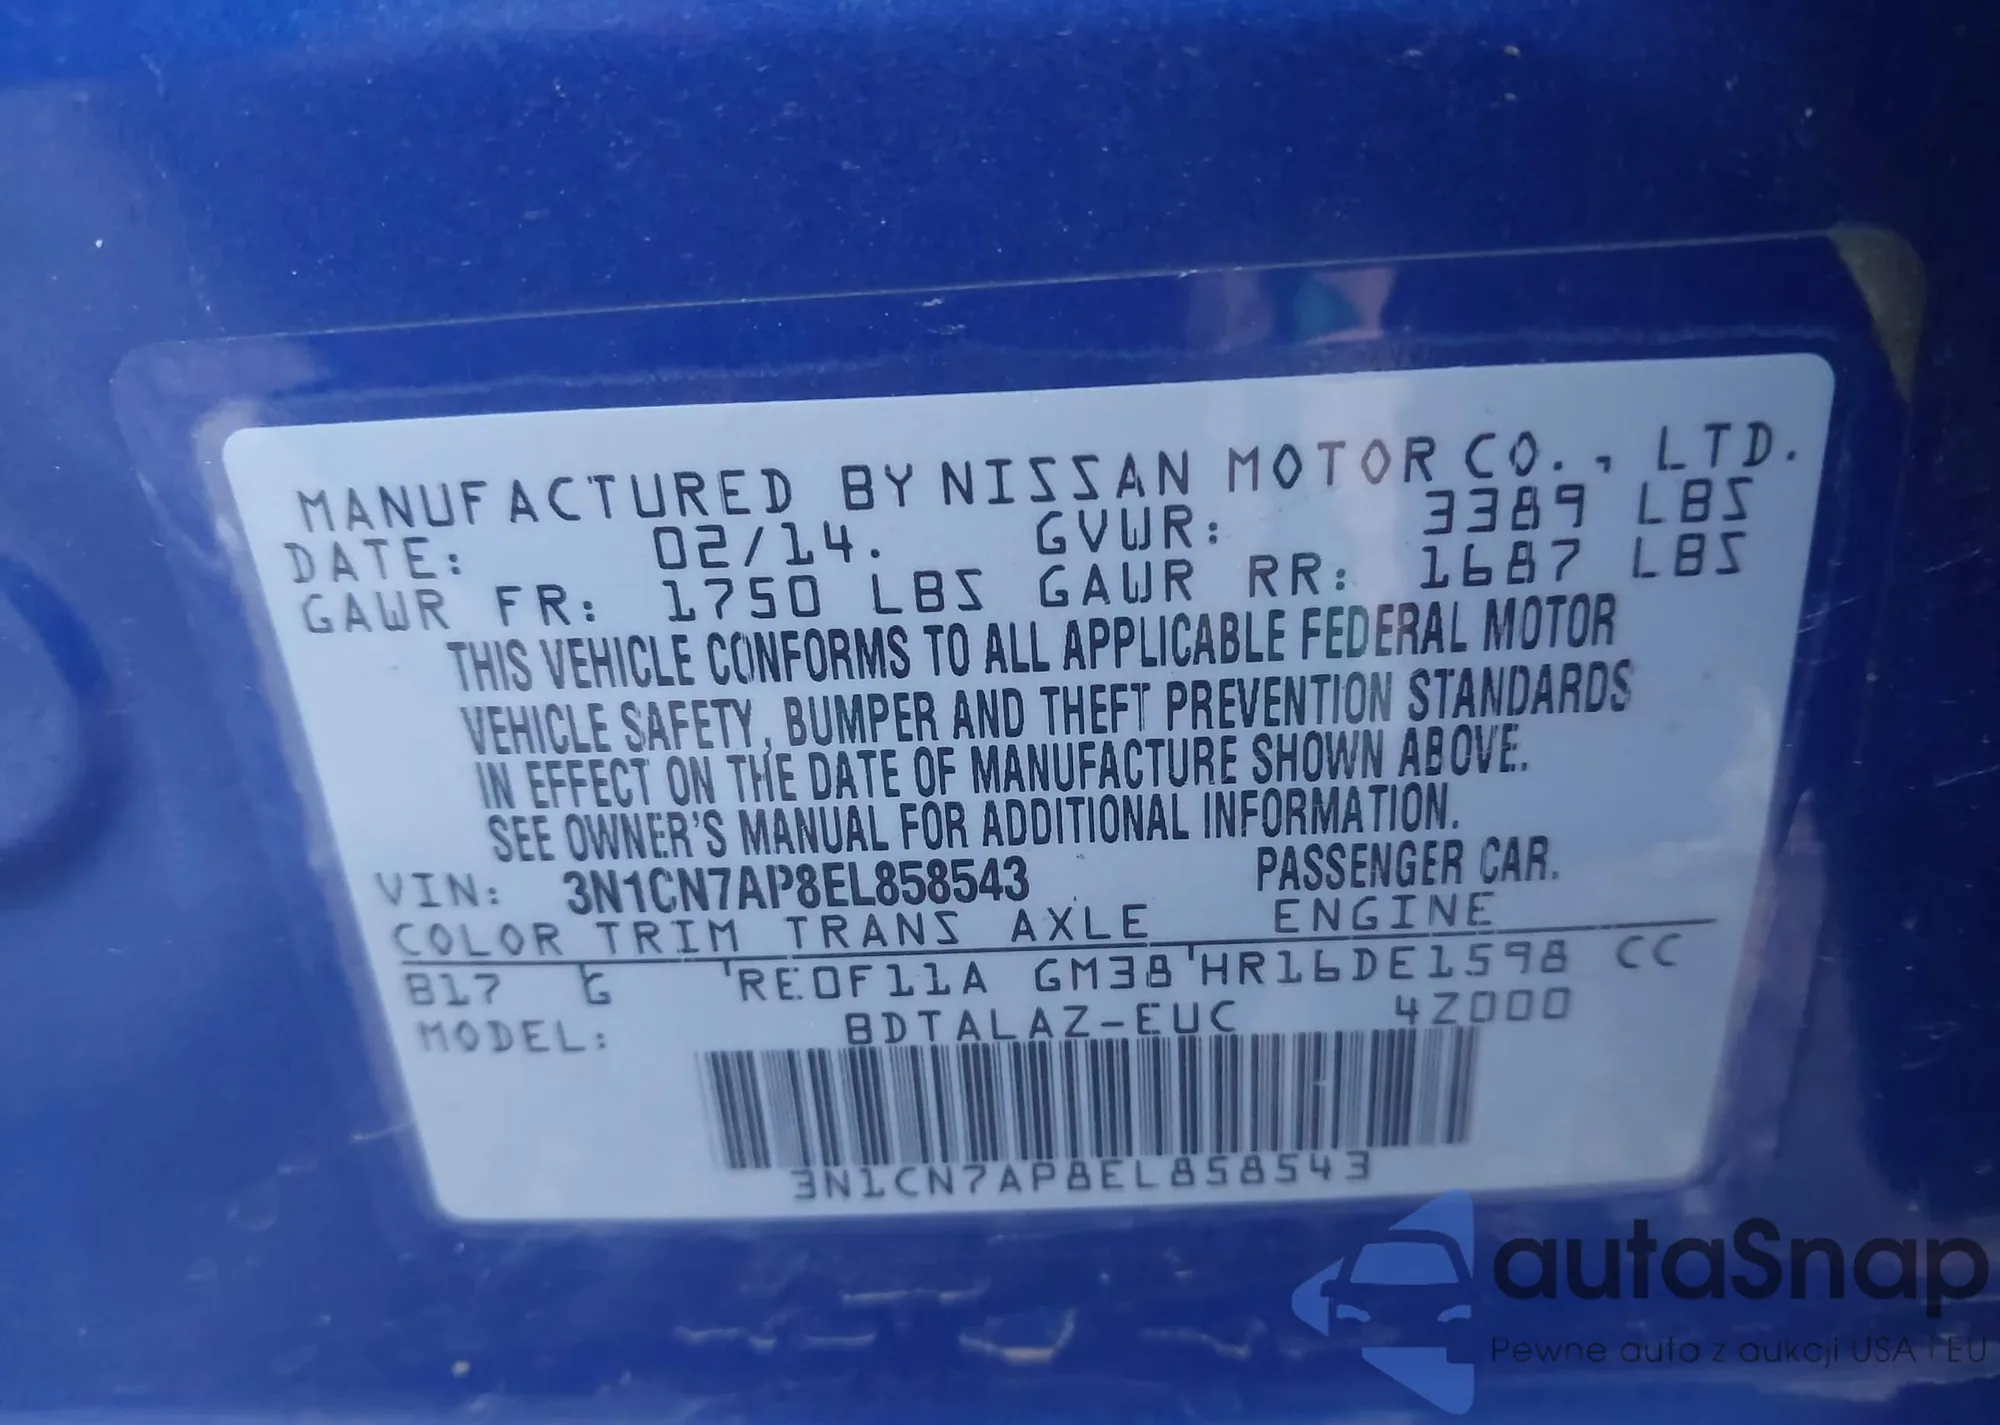 MANUFACTURED BY NISSAN MOTOR CO., LTD.
DATE: 02/14. GVWR: 3389 LBS
GAWR FR: 1750 LBS GAWR RR: 1687 LBS
THIS VEHICLE CONFORMS TO ALL APPLICABLE FEDERAL MOTOR
VEHICLE SAFETY, BUMPER AND THEFT PREVENTION STANDARDS
IN EFFECT ON THE DATE OF MANUFACTURE SHOWN ABOVE.
SEE OWNER'S MANUAL FOR ADDITIONAL INFORMATION.
VIN: 3N1CN7AP8EL858543 PASSENGER CAR.
COLOR TRIM TRANS AXLE ENGINE
B17 G RE0F11A GM38 HR16DE1598 CC
MODEL: BDTALAZ-EUC 4Z000
3N1CN7AP8EL858543
autaSnap
Pewne auta z aukcji USA i EU